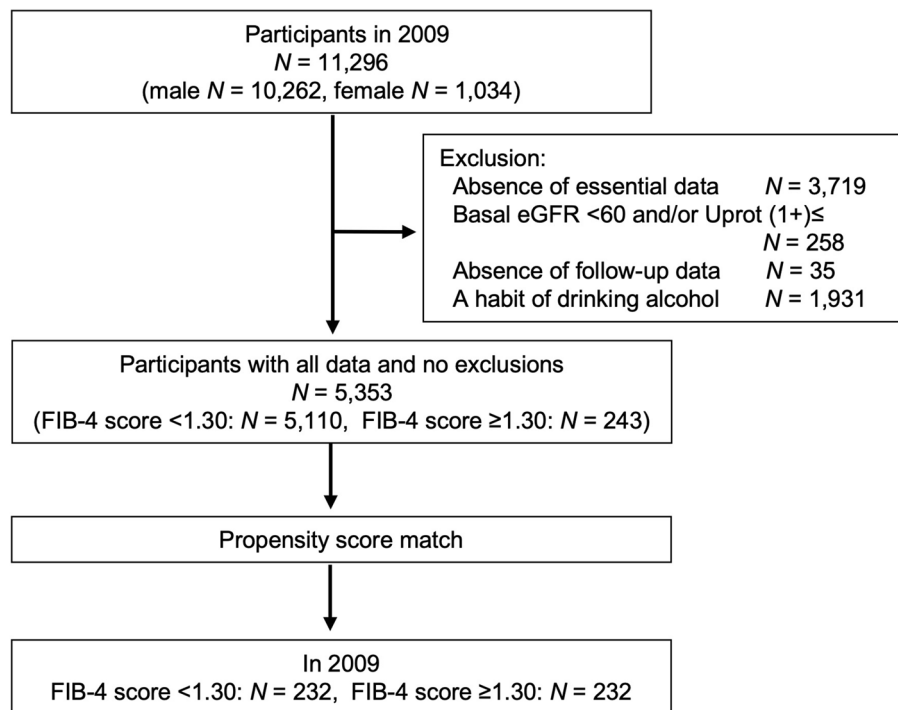 Participants in 2009
N = 11,296
(male N = 10,262, female N = 1,034)
Exclusion:
Absence of essential data N = 3,719
Basal eGFR <60 and/or Uprot (1+)≤
N = 258
Absence of follow-up data N = 35
A habit of drinking alcohol N = 1,931
Participants with all data and no exclusions
N = 5,353
(FIB-4 score <1.30: N = 5,110, FIB-4 score ≥1.30: N = 243)
Propensity score match
In 2009
FIB-4 score <1.30: N = 232, FIB-4 score ≥1.30: N = 232